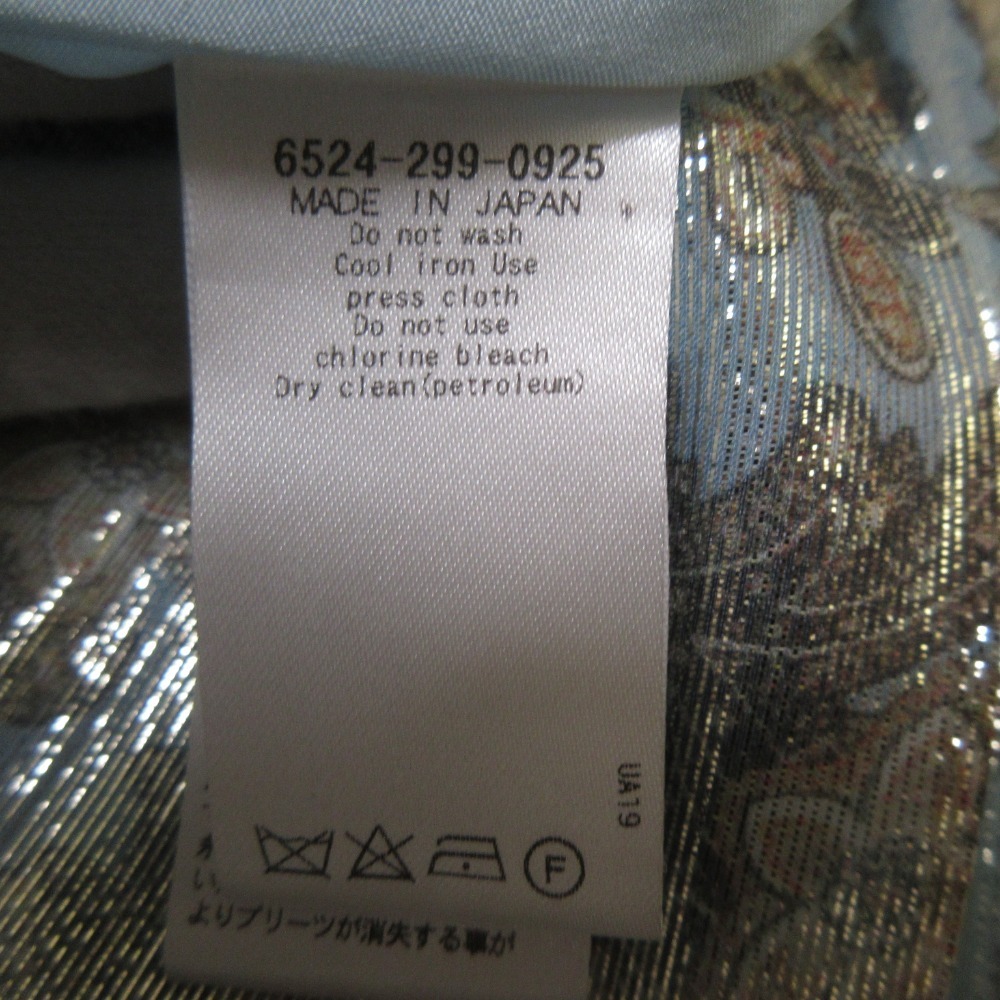 6524-299-0925
MADE IN JAPAN
Do not wash
Cool iron Use
press cloth
Do not use
chlorine bleach
Dry clean(petroleum)
UA19
F
い。
よりプリーツが消失する事が